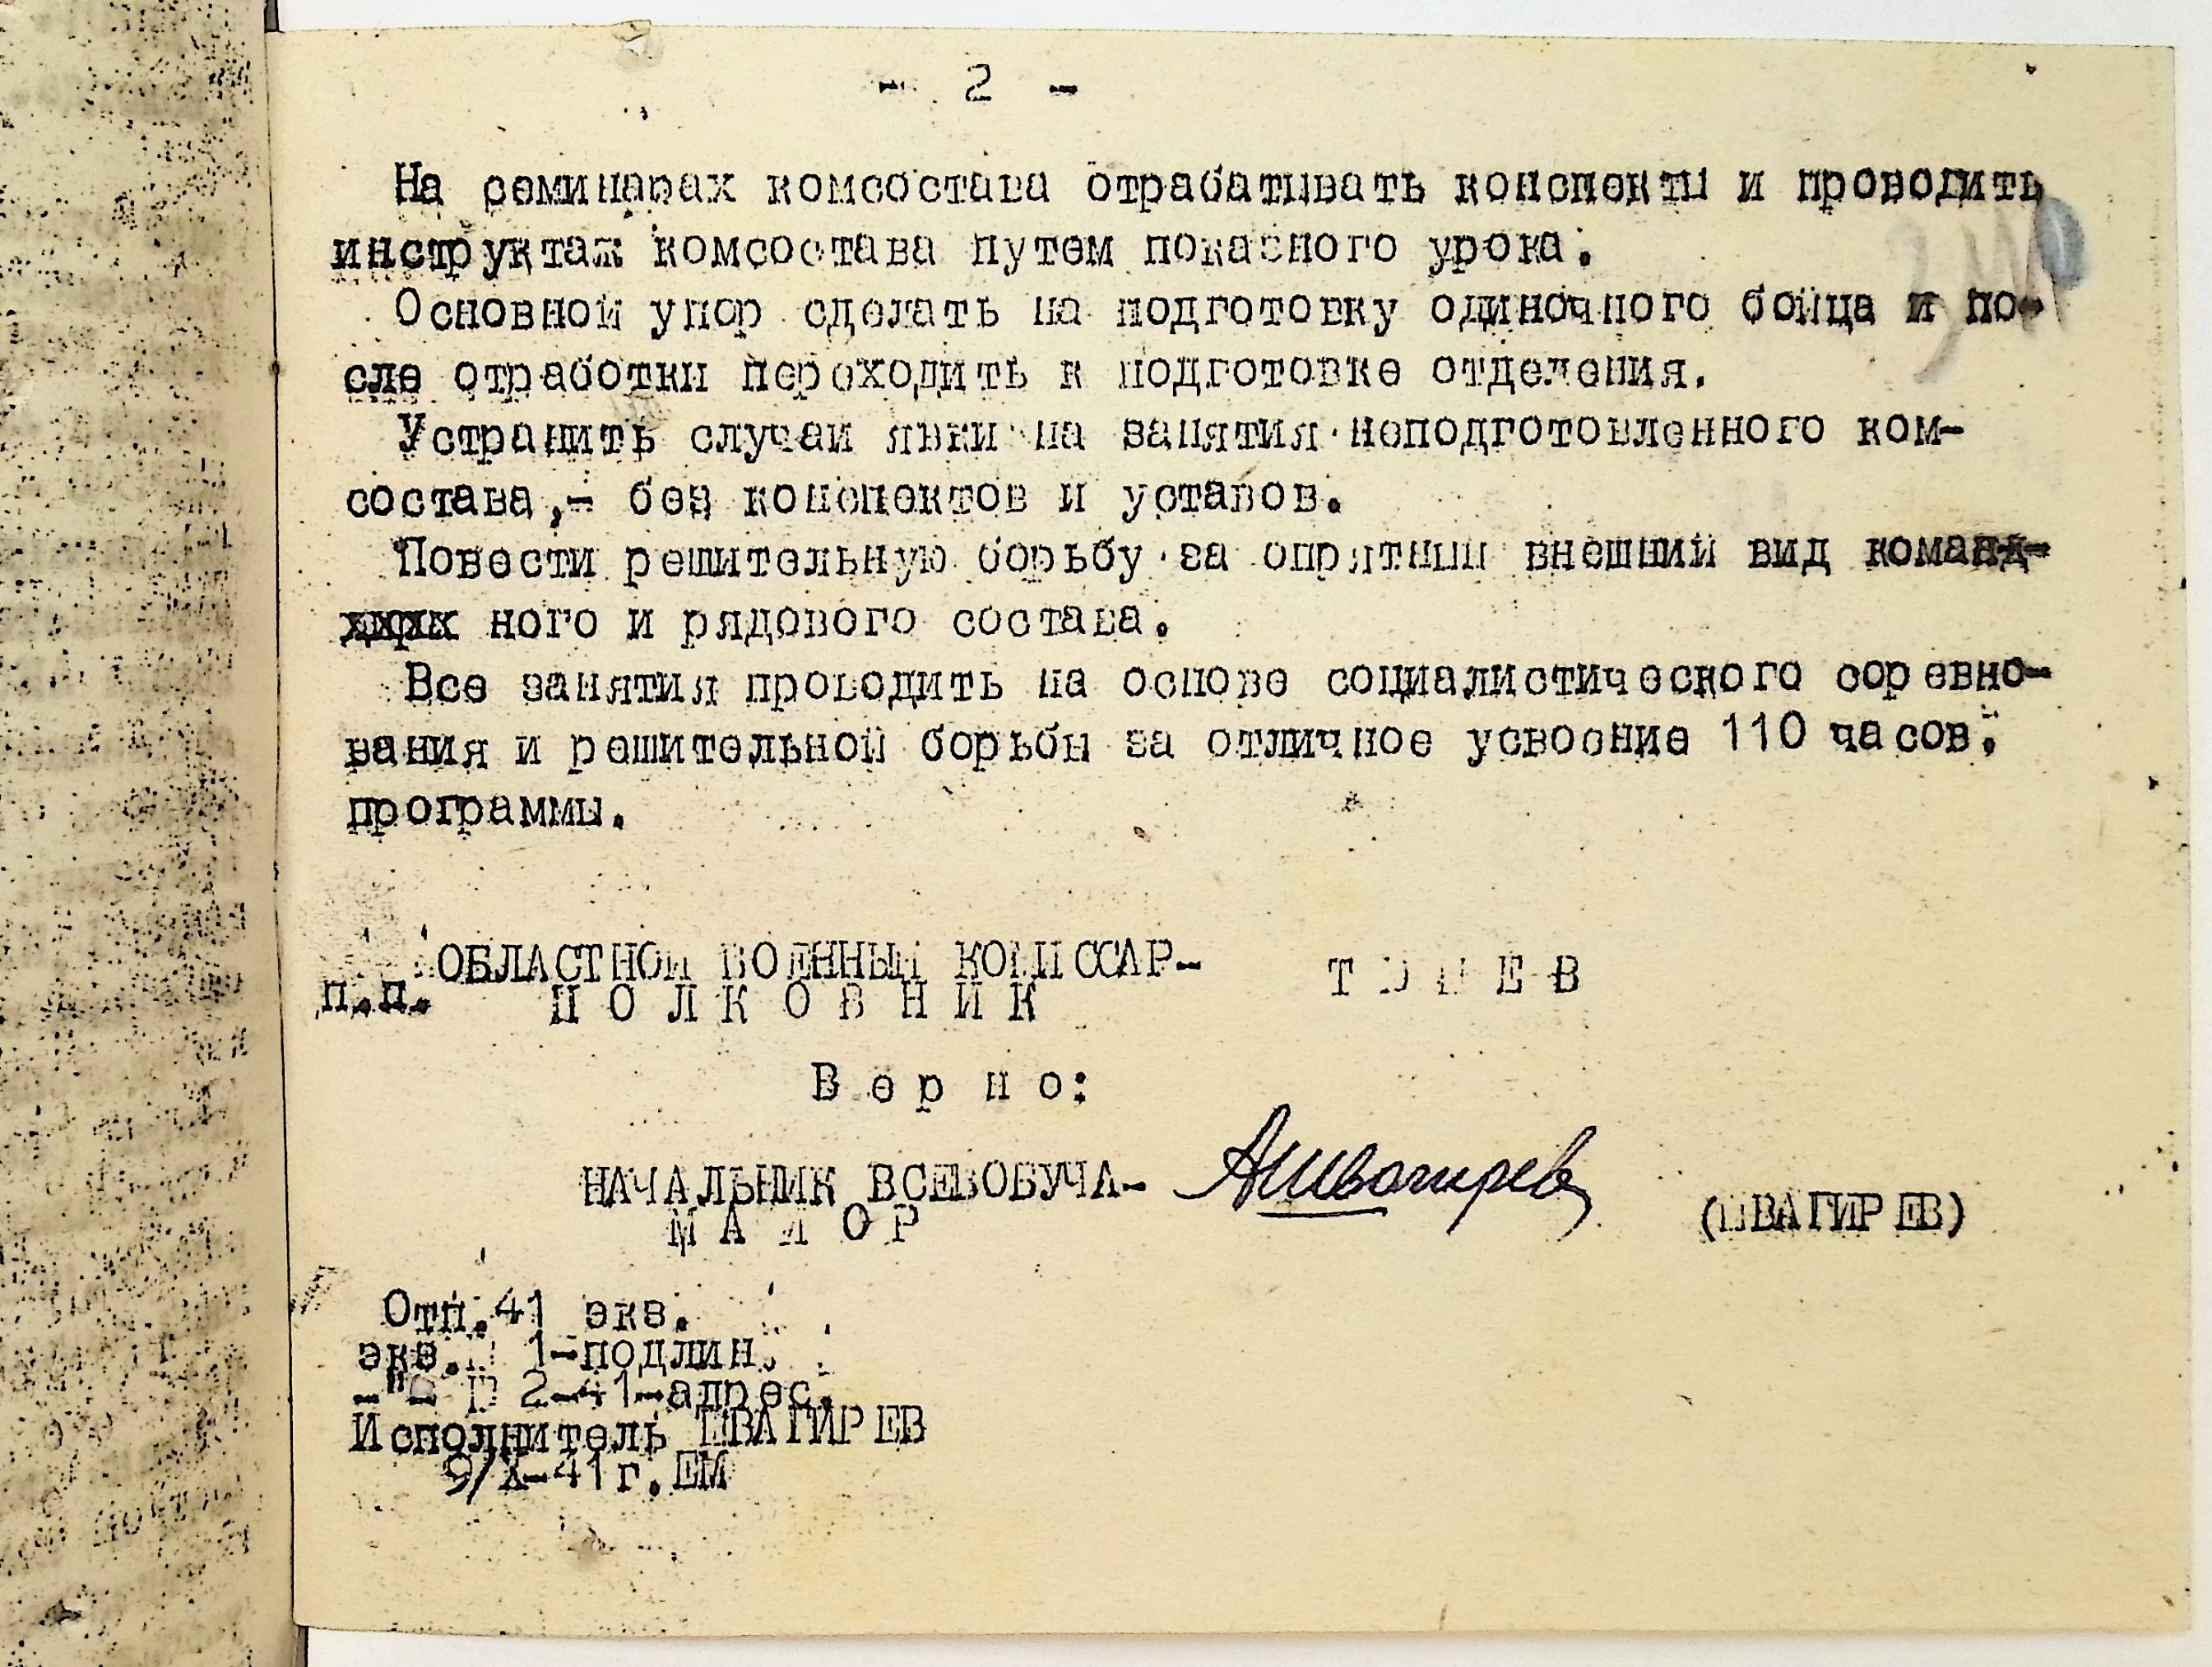 - 2 -
На семинарах комсостава отрабатывать конспекты и проводить
инструктаж комсостава путем показного урока.
Основной упор сделать на подготовку одиночного бойца и по-
сле отработки переходить к подготовке отделения.
Устранить случаи явки на занятия неподготовленного ком-
состава,- без конспектов и уставов.
Повести решительную борьбу за опрятный внешний вид команд-
ного и рядового состава.
Все занятия проводить на основе социалистического соревно-
вания и решительной борьбы за отличное усвоение 110 часов.
программы.
ОБЛАСТНОЙ ВОЕННЫЙ КОМИССАР-
п.п. ПОЛКОВНИК
В е р н о:
НАЧАЛЬНИК ВСЕВОБУЧА- АШвагирев
М А Й О Р (ШВАГИРЕВ)
Отп.41 экз.
экз. 1-подлин.
-"- 2-41-адрес.
Исполнитель ШВАГИРЕВ
9/Х-41г.ЕМ